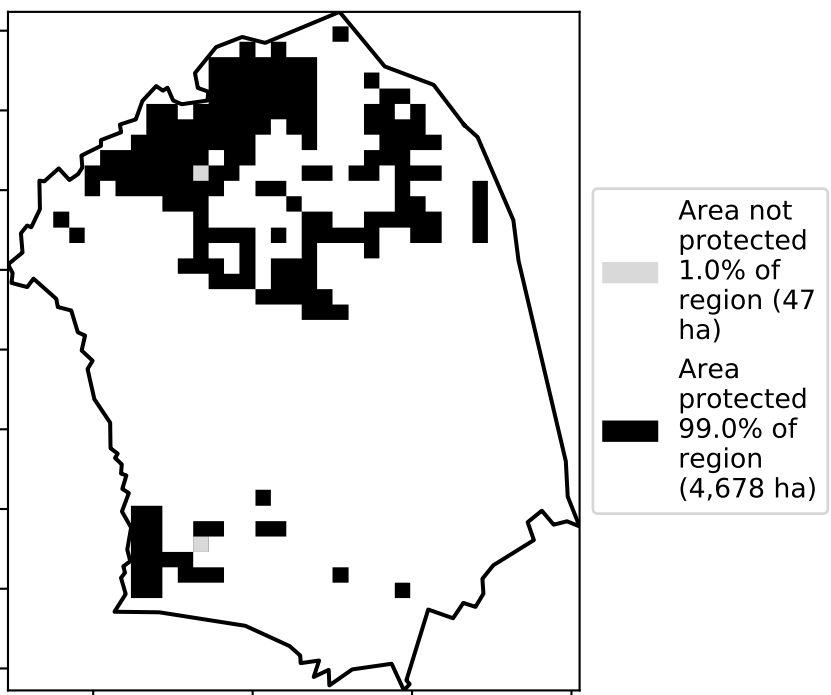 Area not
protected
1.0% of
region (47
ha)
Area
protected
99.0% of
region
(4,678 ha)